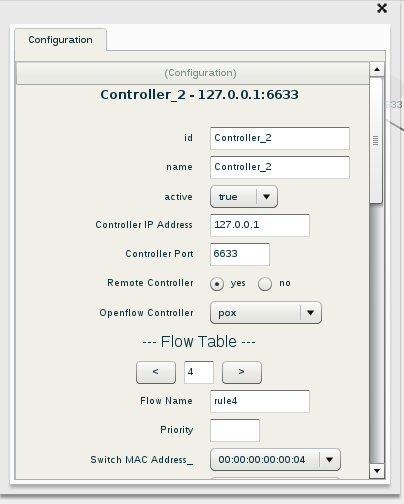 Configuration
(Configuration)
Controller_2 - 127.0.0.1:6633
id Controller_2
name Controller_2
active true
Controller IP Address 127.0.0.1
Controller Port 6633
Remote Controller yes no
Openflow Controller pox
--- Flow Table ---
< 4 >
Flow Name rule4
Priority
Switch MAC Address_ 00:00:00:00:00:04